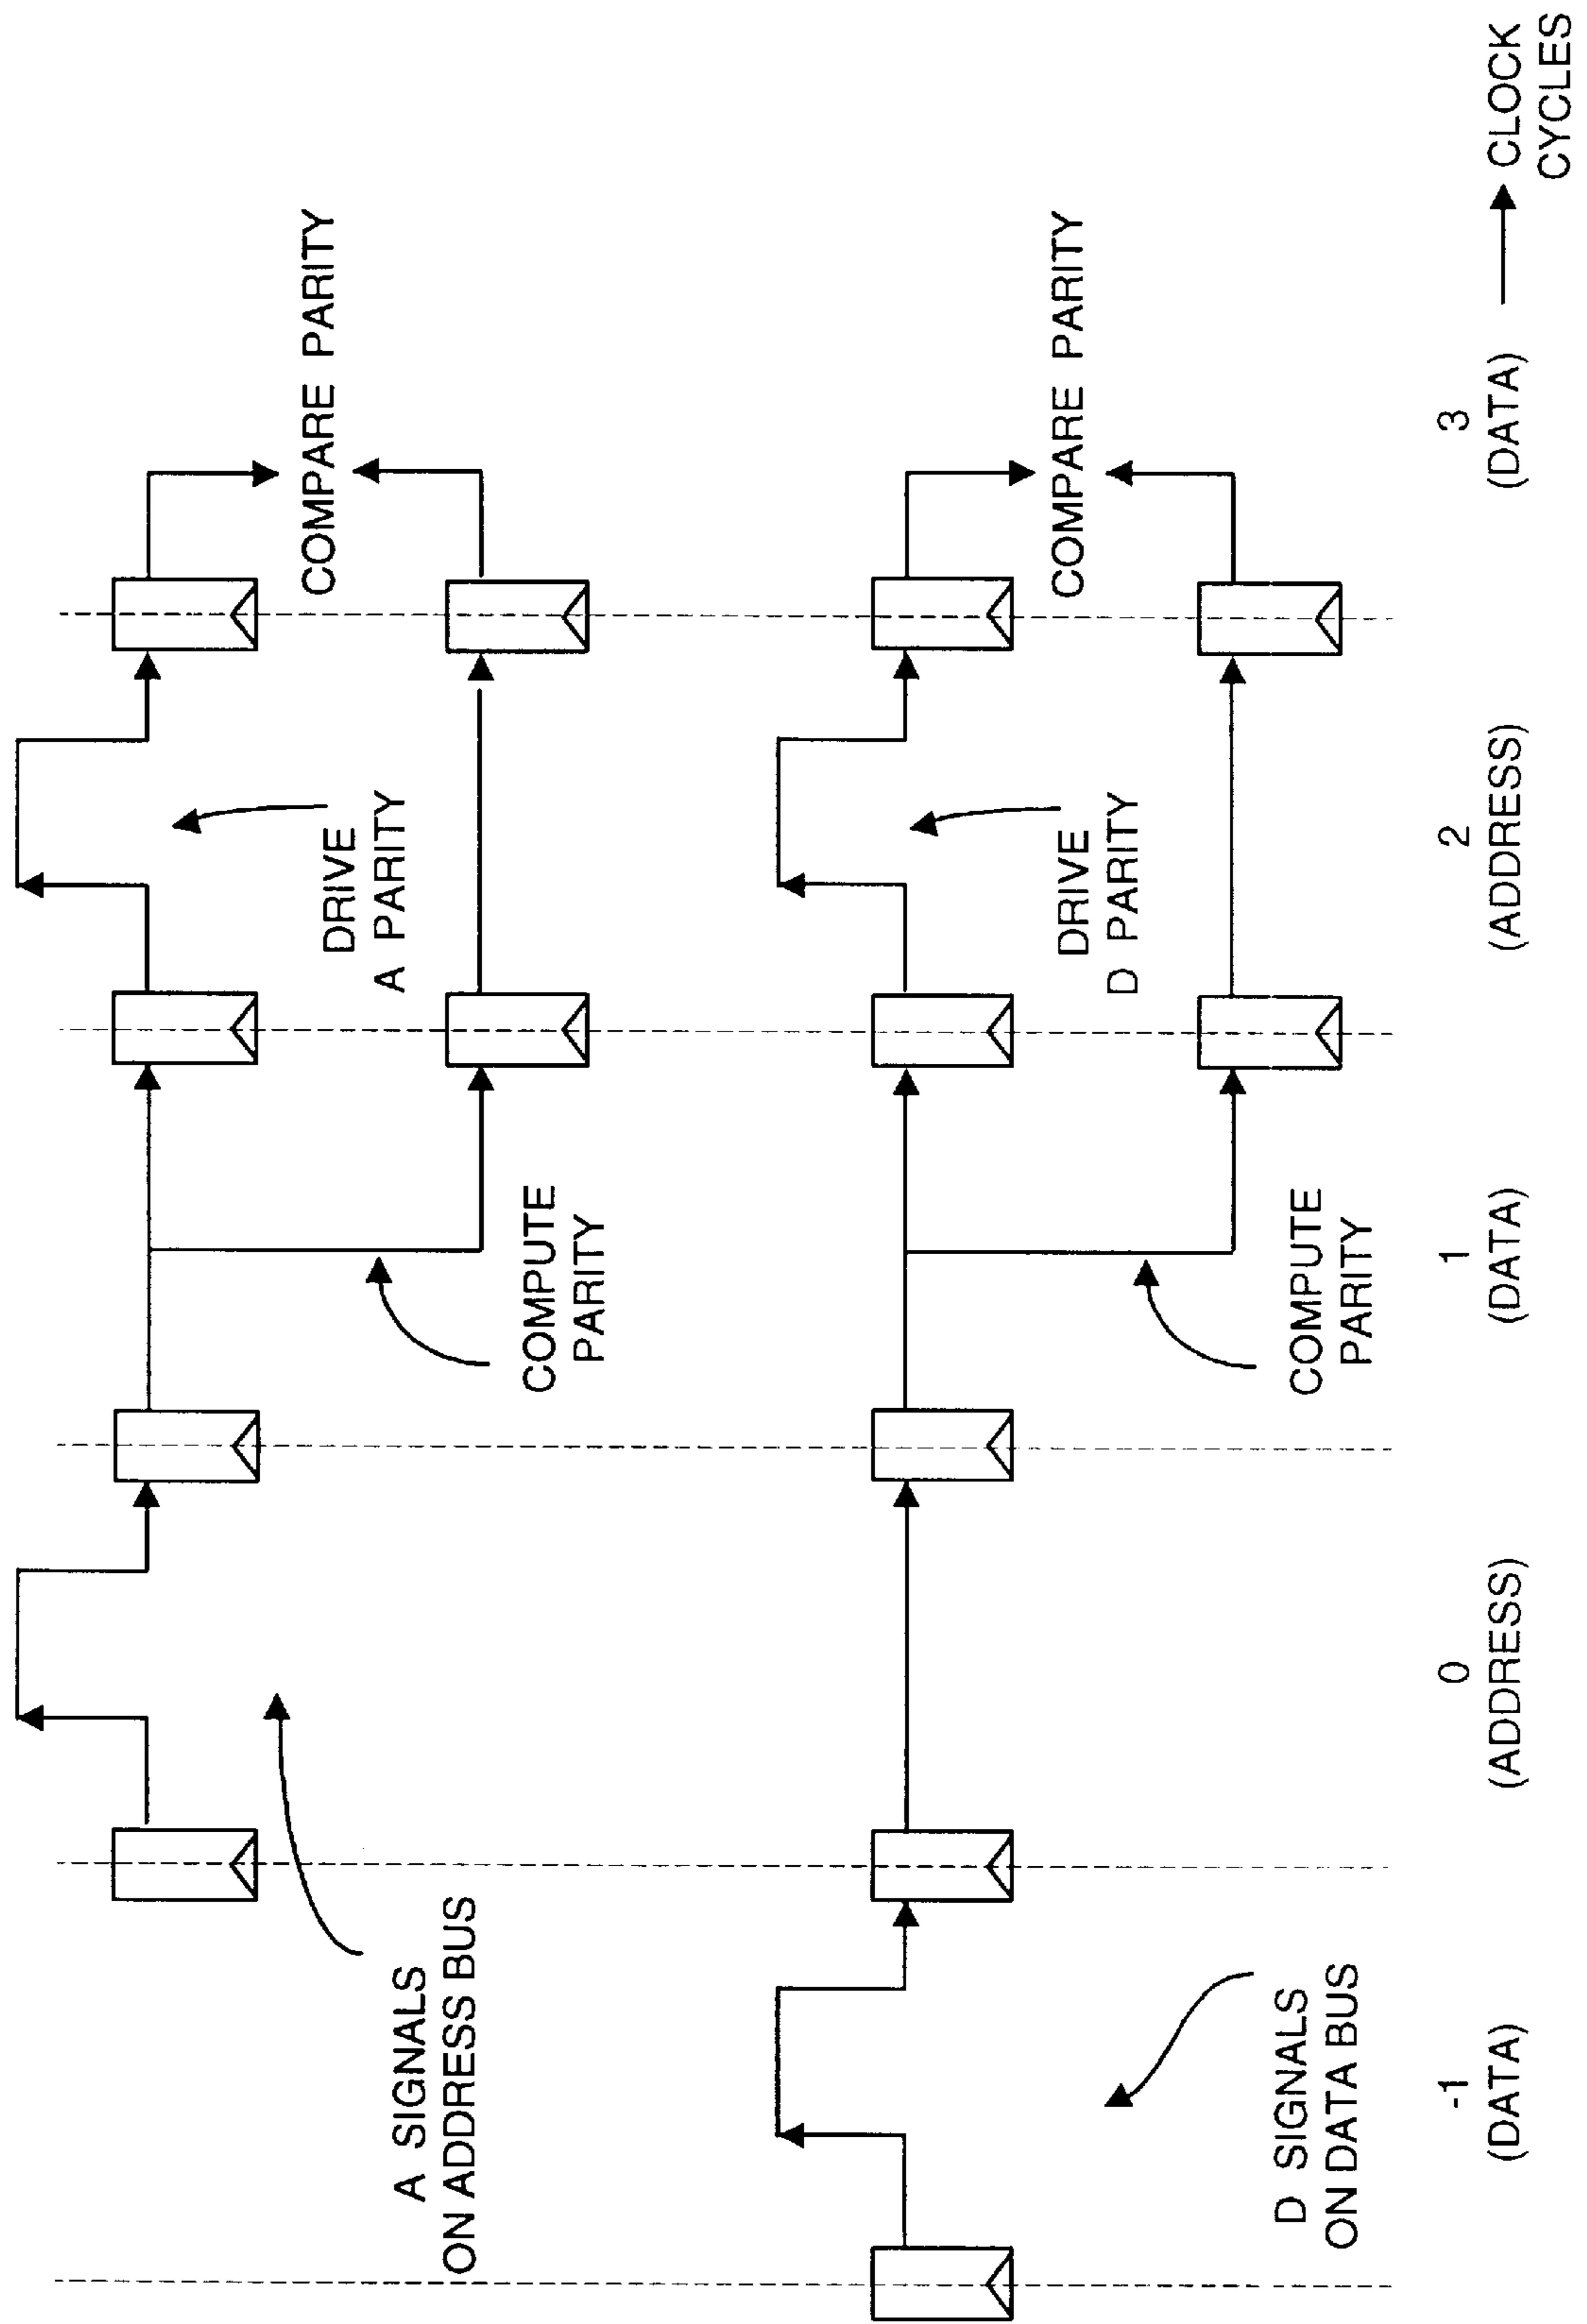 A SIGNALS
ON ADDRESS BUS
COMPUTE
PARITY
DRIVE
A PARITY
COMPARE PARITY
D SIGNALS
ON DATA BUS
COMPUTE
PARITY
DRIVE
D PARITY
COMPARE PARITY
-1
(DATA)
0
(ADDRESS)
1
(DATA)
2
(ADDRESS)
3
(DATA)
CLOCK
CYCLES